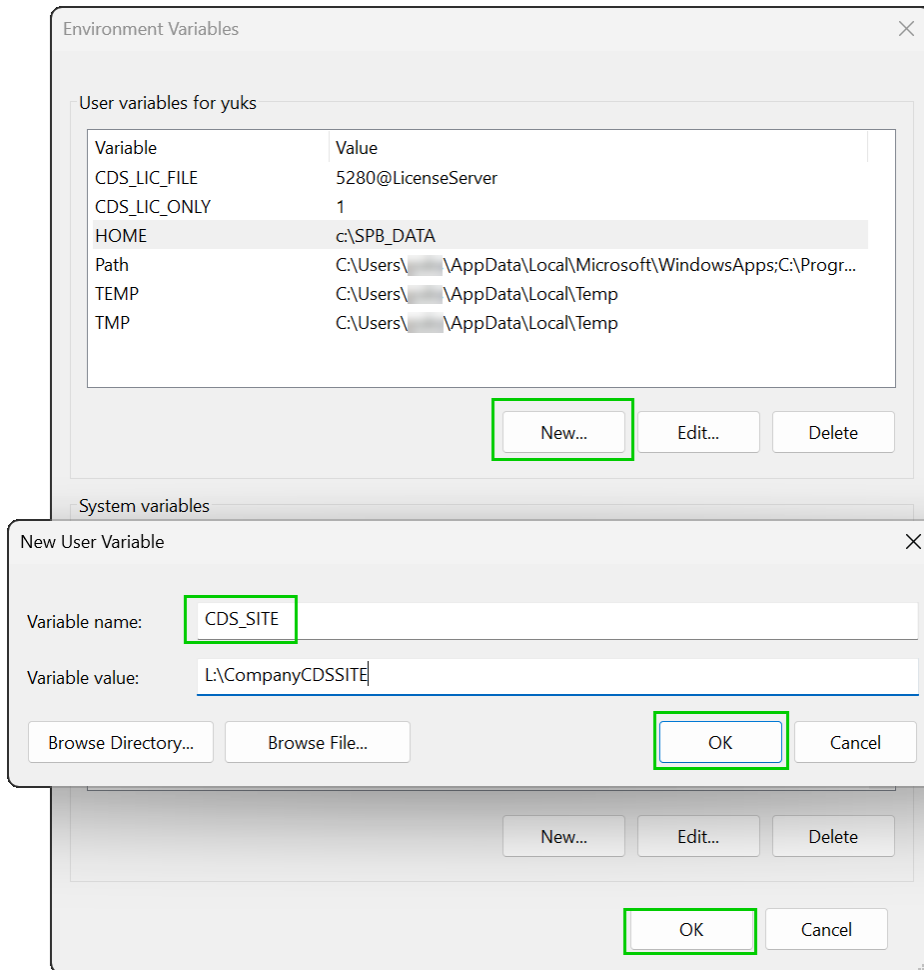 Environment Variables
User variables for yuks
Variable Value
CDS_LIC_FILE 5280@LicenseServer
CDS_LIC_ONLY 1
HOME c:\SPB_DATA
Path C:\Users\ \AppData\Local\Microsoft\WindowsApps;C:\Progr...
TEMP C:\Users\ \AppData\Local\Temp
TMP C:\Users\ \AppData\Local\Temp
New... Edit... Delete
System variables
New User Variable
Variable name: CDS_SITE
Variable value: L:\CompanyCDSSITE
Browse Directory... Browse File... OK Cancel
New... Edit... Delete
OK Cancel